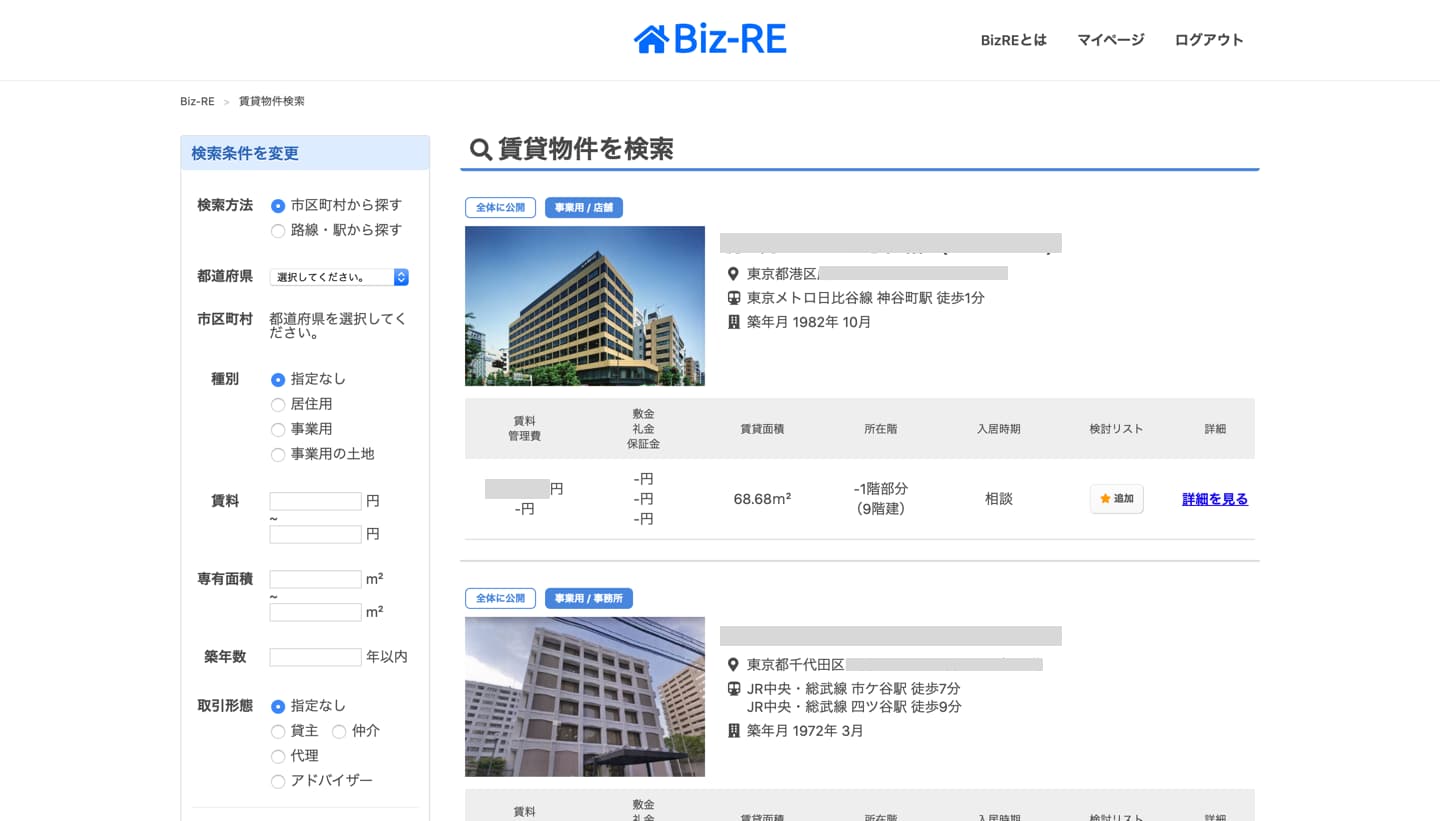 Biz-RE
BizREとは マイページ ログアウト
Biz-RE > 賃貸物件検索
検索条件を変更
検索方法
市区町村から探す
路線・駅から探す
都道府県
選択してください。
市区町村
都道府県を選択してく
ださい。
種別
指定なし
居住用
事業用
事業用の土地
賃料
円
~
円
専有面積
m²
~
m²
築年数
年以内
取引形態
指定なし
貸主 仲介
代理
アドバイザー
賃貸物件を検索
全体に公開 事業用 / 店舗
東京都港区
東京メトロ日比谷線 神谷町駅 徒歩1分
築年月 1982年 10月
賃料
管理費
敷金
礼金
保証金
賃貸面積
所在階
入居時期
検討リスト
詳細
円
-円
-円
-円
-円
68.68m²
-1階部分
(9階建)
相談
追加
詳細を見る
全体に公開 事業用 / 事務所
東京都千代田区
JR中央・総武線 市ケ谷駅 徒歩7分
JR中央・総武線 四ツ谷駅 徒歩9分
築年月 1972年 3月
賃料
敷金
礼金
賃貸面積
所在階
入居時期
検討リスト
詳細